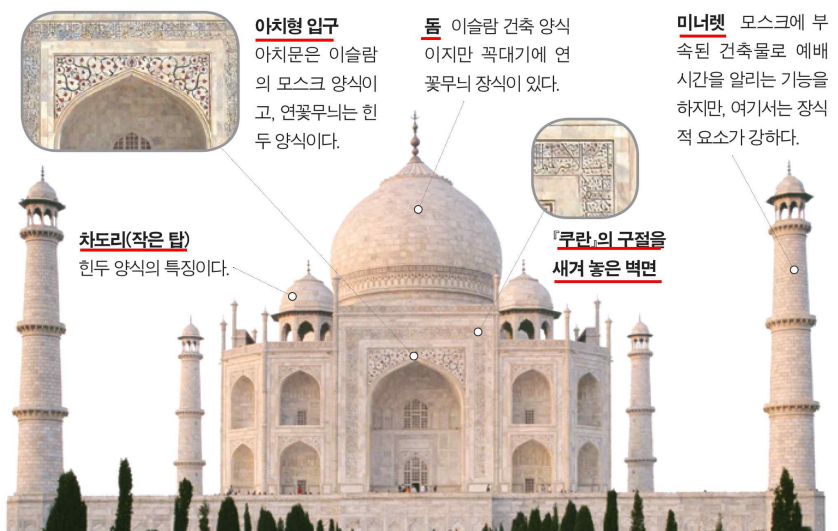 아치형 입구
아치문은 이슬람
의 모스크 양식이
고, 연꽃무늬는 힌
두 양식이다.
돔 이슬람 건축 양식
이지만 꼭대기에 연
꽃무늬 장식이 있다.
미너렛 모스크에 부
속된 건축물로 예배
시간을 알리는 기능을
하지만, 여기서는 장식
적 요소가 강하다.
차도리(작은 탑)
힌두 양식의 특징이다.
『쿠란』의 구절을
새겨 놓은 벽면